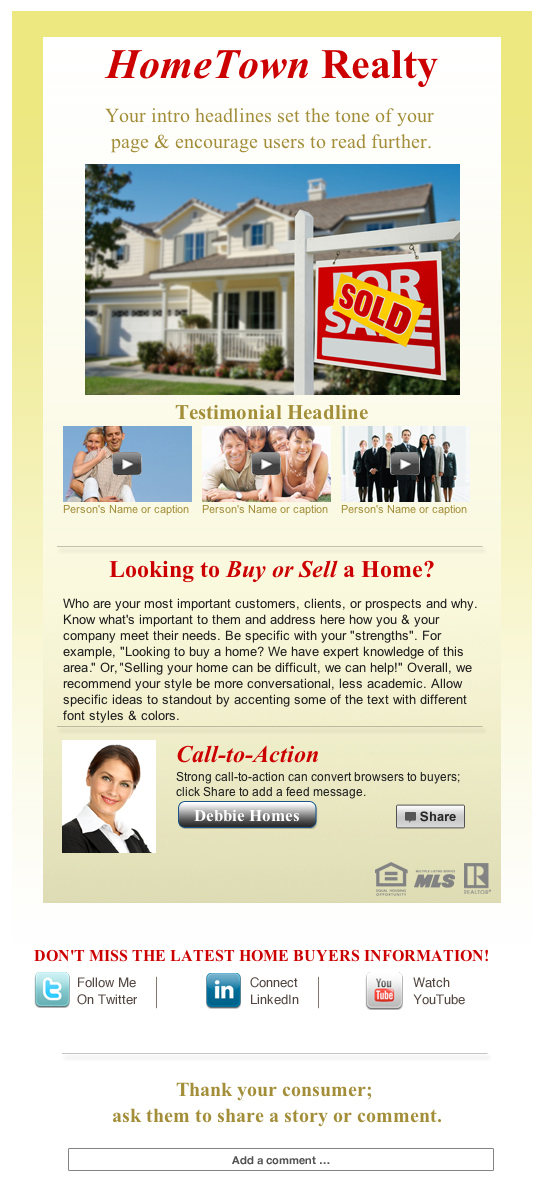 HomeTown Realty
Your intro headlines set the tone of your
page & encourage users to read further.
FOR
SALE
SOLD
Testimonial Headline
Person's Name or caption
Person's Name or caption
Person's Name or caption
Looking to Buy or Sell a Home?
Who are your most important customers, clients, or prospects and why.
Know what's important to them and address here how you & your
company meet their needs. Be specific with your "strengths". For
example, "Looking to buy a home? We have expert knowledge of this
area." Or, "Selling your home can be difficult, we can help!" Overall, we
recommend your style be more conversational, less academic. Allow
specific ideas to standout by accenting some of the text with different
font styles & colors.
Call-to-Action
Strong call-to-action can convert browsers to buyers;
click Share to add a feed message.
Debbie Homes
Share
EQUAL HOUSING
OPPORTUNITY
MULTIPLE LISTING SERVICE
MLS
R
REALTOR®
DON'T MISS THE LATEST HOME BUYERS INFORMATION!
Follow Me
On Twitter
in
Connect
LinkedIn
You
Tube
Watch
YouTube
Thank your consumer;
ask them to share a story or comment.
Add a comment ...